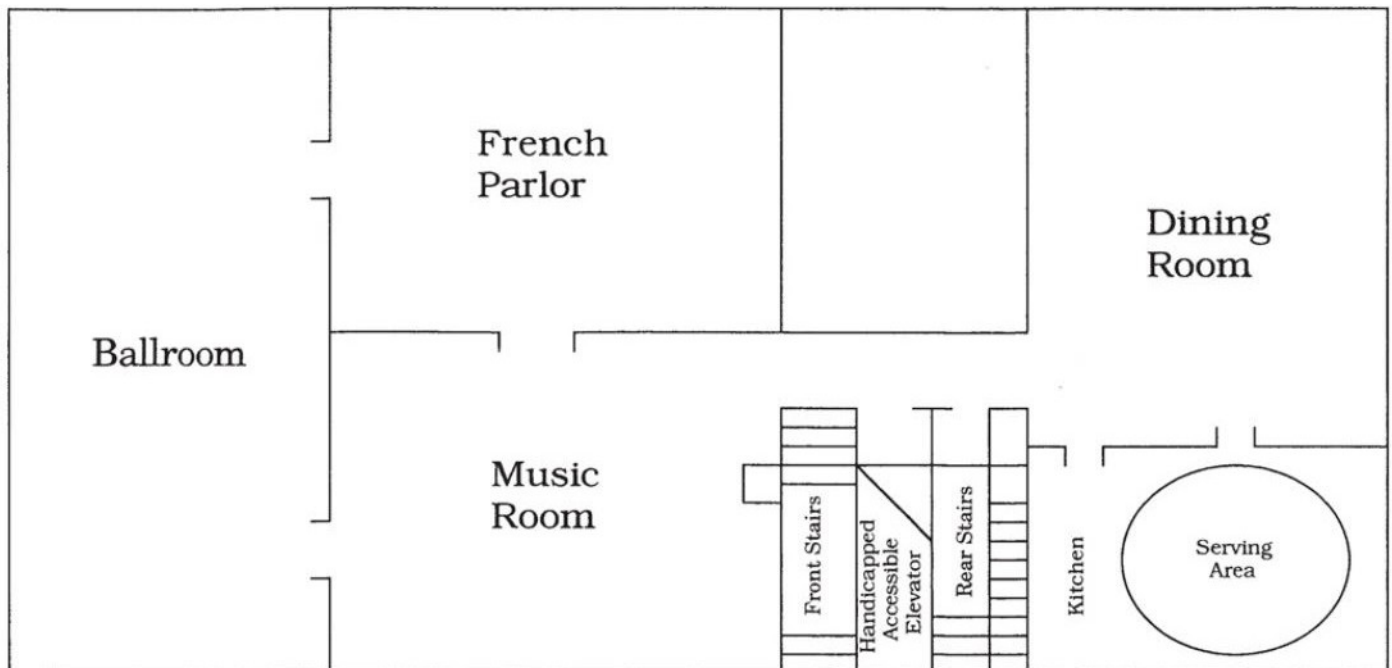 French
Parlor
Dining
Room
Ballroom
Music
Room
Front Stairs
Handicapped
Accessible
Elevator
Rear Stairs
Kitchen
Serving
Area